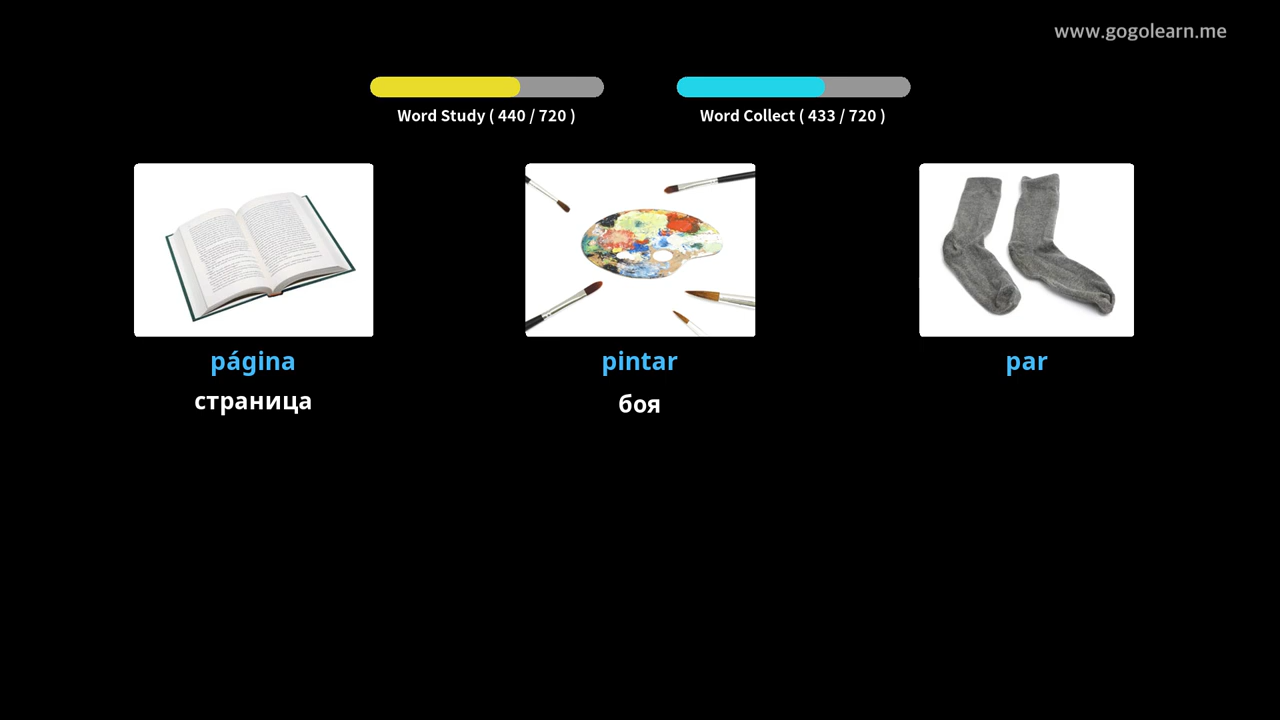 www.gogolearn.me
Word Study ( 440 / 720 )
Word Collect ( 433 / 720 )
página
pintar
par
страница
боя